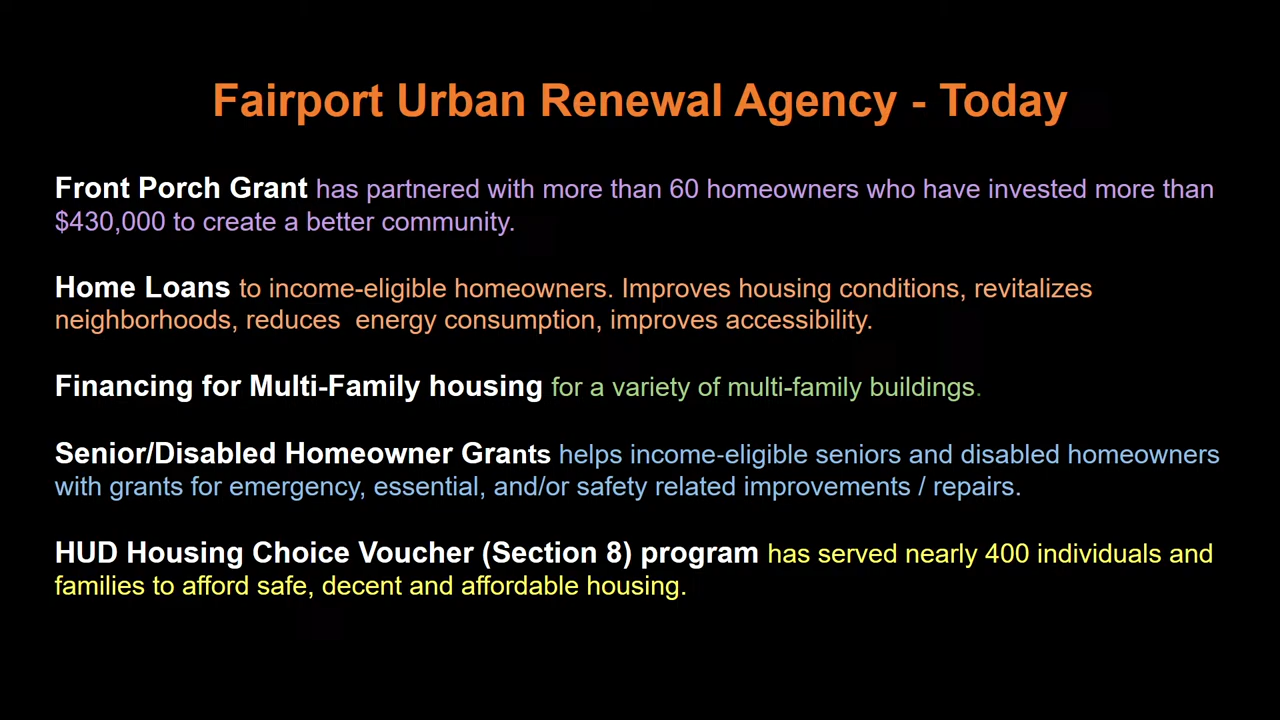 Fairport Urban Renewal Agency - Today
Front Porch Grant has partnered with more than 60 homeowners who have invested more than
$430,000 to create a better community.
Home Loans to income-eligible homeowners. Improves housing conditions, revitalizes
neighborhoods, reduces  energy consumption, improves accessibility.
Financing for Multi-Family housing for a variety of multi-family buildings.
Senior/Disabled Homeowner Grants helps income-eligible seniors and disabled homeowners
with grants for emergency, essential, and/or safety related improvements / repairs.
HUD Housing Choice Voucher (Section 8) program has served nearly 400 individuals and
families to afford safe, decent and affordable housing.